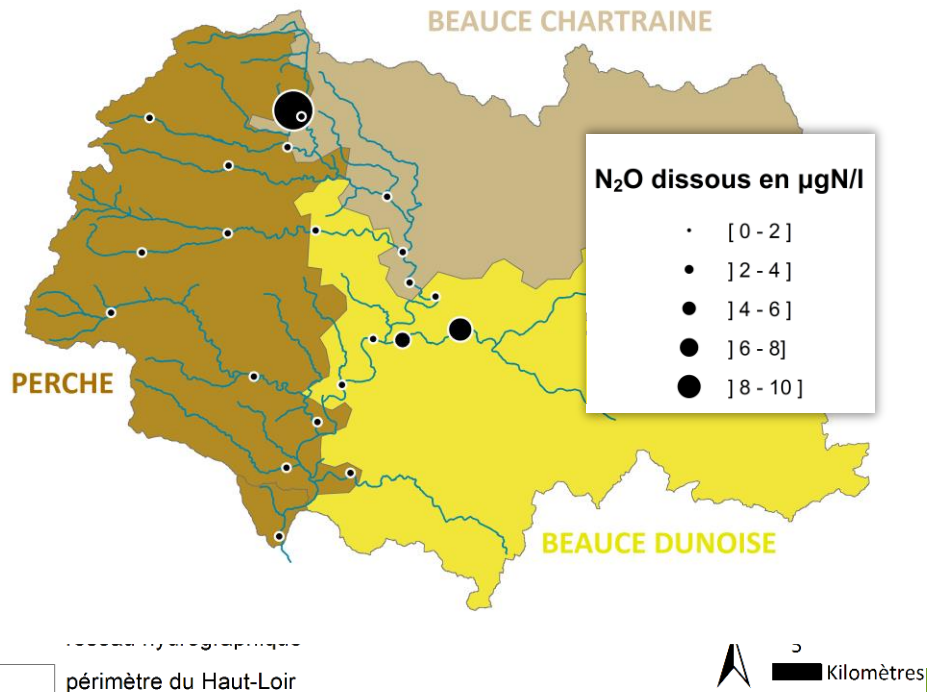 BEAUCE CHARTRAINE
N₂O dissous en µgN/l
[ 0 - 2 ]
] 2 - 4 ]
] 4 - 6 ]
] 6 - 8]
] 8 - 10 ]
PERCHE
BEAUCE DUNOISE
périmètre du Haut-Loir
Kilomètres